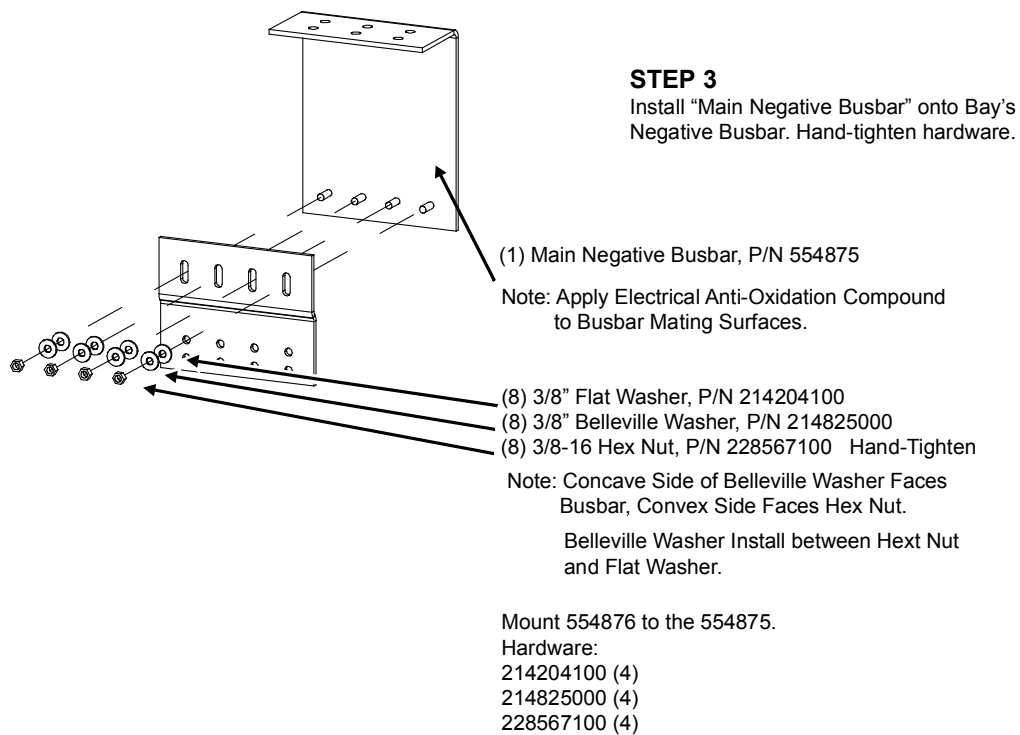 STEP 3
Install “Main Negative Busbar” onto Bay's
Negative Busbar. Hand-tighten hardware.
(1) Main Negative Busbar, P/N 554875
Note: Apply Electrical Anti-Oxidation Compound
to Busbar Mating Surfaces.
(8) 3/8” Flat Washer, P/N 214204100
(8) 3/8” Belleville Washer, P/N 214825000
(8) 3/8-16 Hex Nut, P/N 228567100 Hand-Tighten
Note: Concave Side of Belleville Washer Faces
Busbar, Convex Side Faces Hex Nut.
Belleville Washer Install between Hext Nut
and Flat Washer.
Mount 554876 to the 554875.
Hardware:
214204100 (4)
214825000 (4)
228567100 (4)